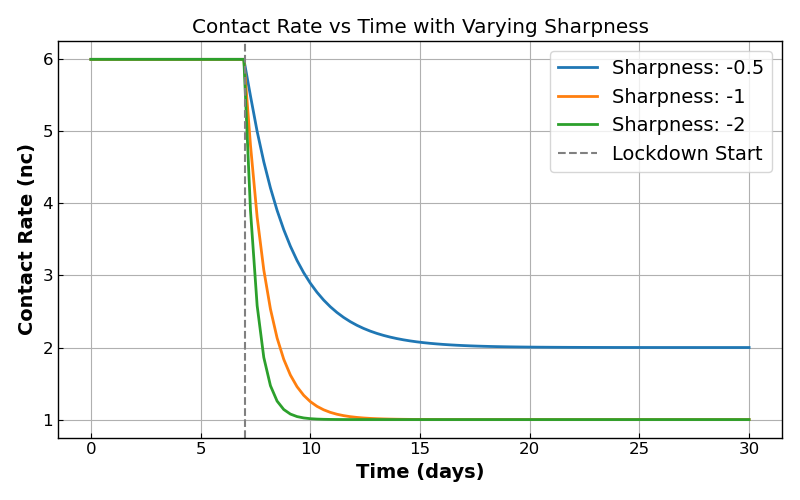 Contact Rate vs Time with Varying Sharpness
Contact Rate (nc)
6
5
4
3
2
1
Sharpness: -0.5
Sharpness: -1
Sharpness: -2
Lockdown Start
0 5 10 15 20 25 30
Time (days)